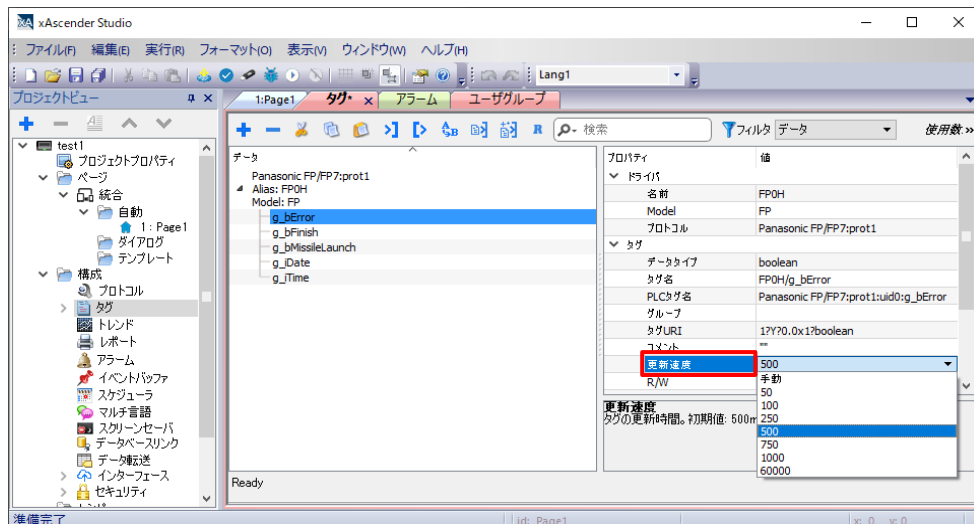 xAscender Studio
ファイル(F) 編集(E) 実行(R) フォーマット(O) 表示(V) ウィンドウ(W) ヘルプ(H)
Lang1
プロジェクトビュー
1:Page1 タグ* x アラーム ユーザグループ
検索 フィルタ データ 使用数: »
test1
プロジェクトプロパティ
ページ
統合
自動
1 : Page1
ダイアログ
テンプレート
構成
プロトコル
タグ
トレンド
レポート
アラーム
イベントバッファ
スケジューラ
マルチ言語
スクリーンセーバ
データベースリンク
データ転送
インターフェース
セキュリティ
データ
Panasonic FP/FP7:prot1
Alias: FP0H
Model: FP
g_bError
g_bFinish
g_bMissileLaunch
g_iDate
g_iTime
プロパティ 値
ドライバ
名前 FP0H
Model FP
プロトコル Panasonic FP/FP7:prot1
タグ
データタイプ boolean
タグ名 FP0H/g_bError
PLCタグ名 Panasonic FP/FP7:prot1:uid0:g_bError
グループ
タグURI 1?Y?0.0x1?boolean
コメント ""
更新速度 500
R/W 手動
50
100
250
500
750
1000
60000
更新速度
タグの更新時間。初期値: 500m
Ready
準備完了 id: Page1 x: 0 y: 0